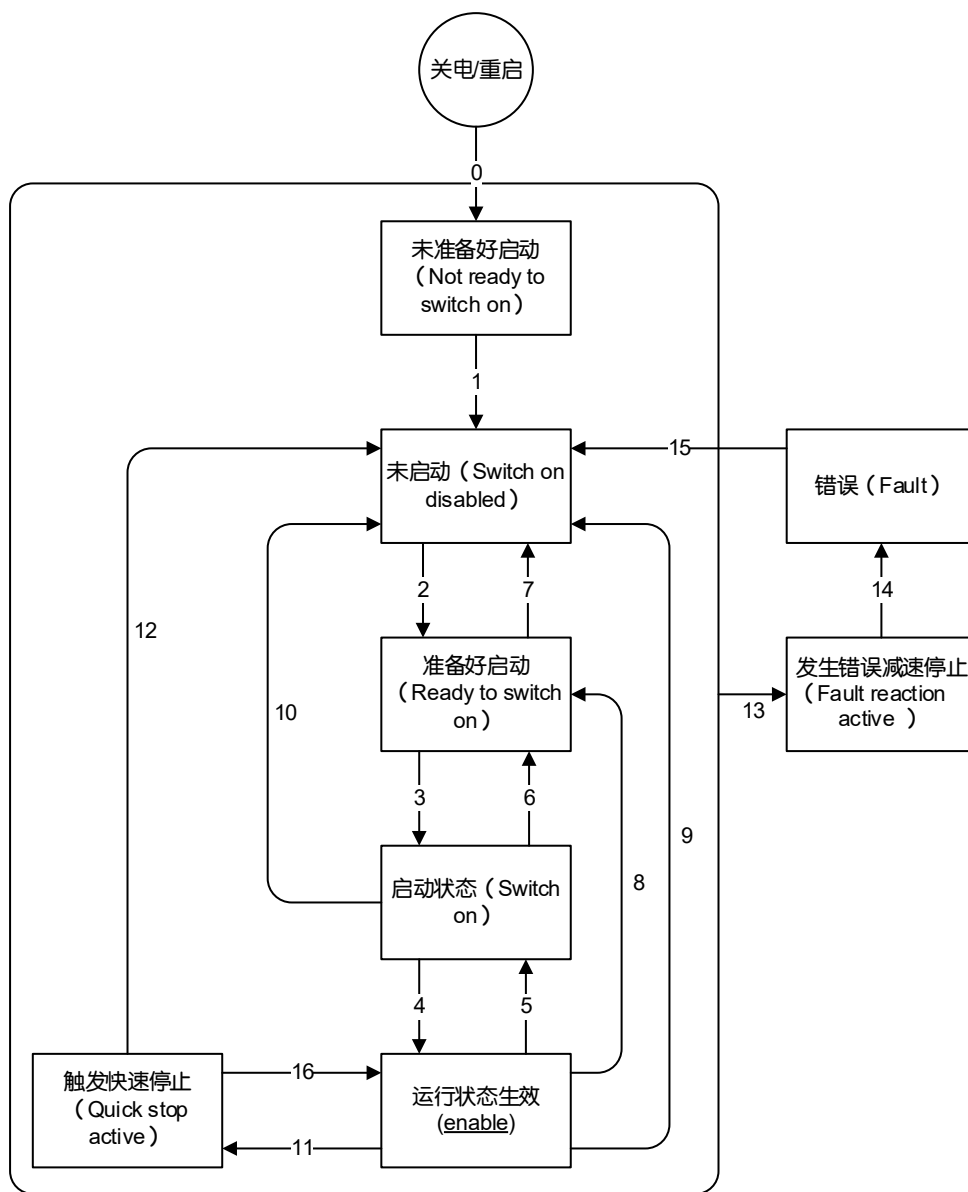 关电/重启
0
未准备好启动
（Not ready to
switch on）
1
未启动（Switch on
disabled）
15
错误（Fault）
2
7
14
12
准备好启动
（Ready to switch
on）
发生错误减速停止
（Fault reaction
active ）
13
10
3
6
9
8
启动状态（Switch
on）
4
5
触发快速停止
（Quick stop
active）
16
11
运行状态生效
(enable)